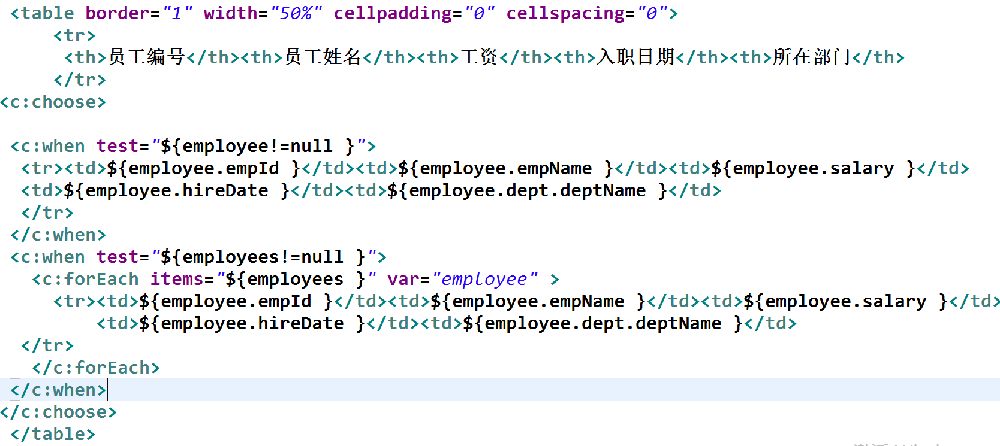 <table border="1" width="50%" cellpadding="0" cellspacing="0">
<tr>
<th>员工编号</th><th>员工姓名</th><th>工资</th><th>入职日期</th><th>所在部门</th>
</tr>
<c:choose>
<c:when test="${employee!=null }">
<tr><td>${employee.empId }</td><td>${employee.empName }</td><td>${employee.salary }</td>
<td>${employee.hireDate }</td><td>${employee.dept.deptName }</td>
</tr>
</c:when>
<c:when test="${employees!=null }">
<c:forEach items="${employees }" var="employee" >
<tr><td>${employee.empId }</td><td>${employee.empName }</td><td>${employee.salary }</td>
<td>${employee.hireDate }</td><td>${employee.dept.deptName }</td>
</tr>
</c:forEach>
</c:when>
</c:choose>
</table>